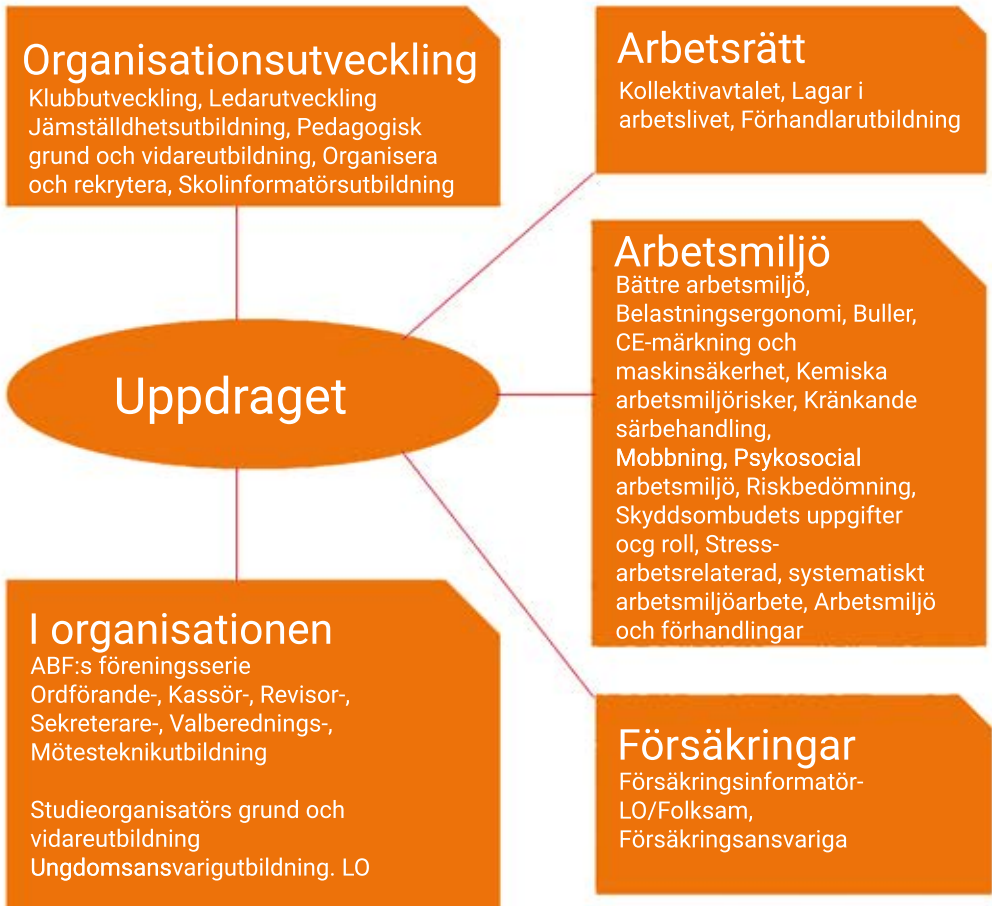 Organisationsutveckling
Klubbutveckling, Ledarutveckling
Jämställdhetsutbildning, Pedagogisk
grund och vidareutbildning, Organisera
och rekrytera, Skolinformatörsutbildning
Arbetsrätt
Kollektivavtalet, Lagar i
arbetslivet, Förhandlarutbildning
Uppdraget
Arbetsmiljö
Bättre arbetsmiljö,
Belastningsergonomi, Buller,
CE-märkning och
maskinsäkerhet, Kemiska
arbetsmiljörisker, Kränkande
särbehandling,
Mobbning, Psykosocial
arbetsmiljö, Riskbedömning,
Skyddsombudets uppgifter
ocg roll, Stress-
arbetsrelaterad, systematiskt
arbetsmiljöarbete, Arbetsmiljö
och förhandlingar
I organisationen
ABF:s föreningsserie
Ordförande-, Kassör-, Revisor-,
Sekreterare-, Valberednings-,
Mötesteknikutbildning
Studieorganisatörs grund och
vidareutbildning
Ungdomsansvarigutbildning. LO
Försäkringar
Försäkringsinformatör-
LO/Folksam,
Försäkringsansvariga